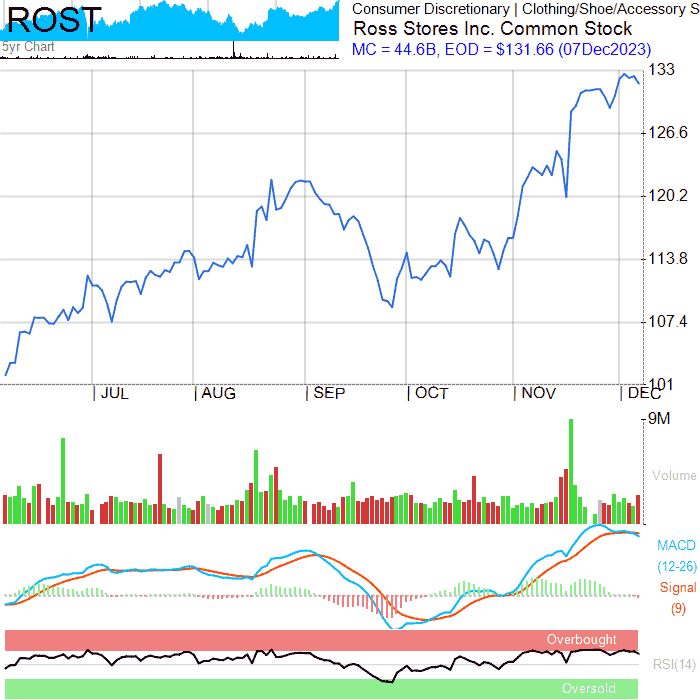 ROST
5yr Chart
Consumer Discretionary | Clothing/Shoe/Accessory S
Ross Stores Inc. Common Stock
MC = 44.6B, EOD = $131.66 (07Dec2023)
133
126.6
120.2
113.8
107.4
101
JUL AUG SEP OCT NOV DEC
9M
Volume
MACD
(12-26)
Signal
(9)
Overbought
RSI(14)
Oversold